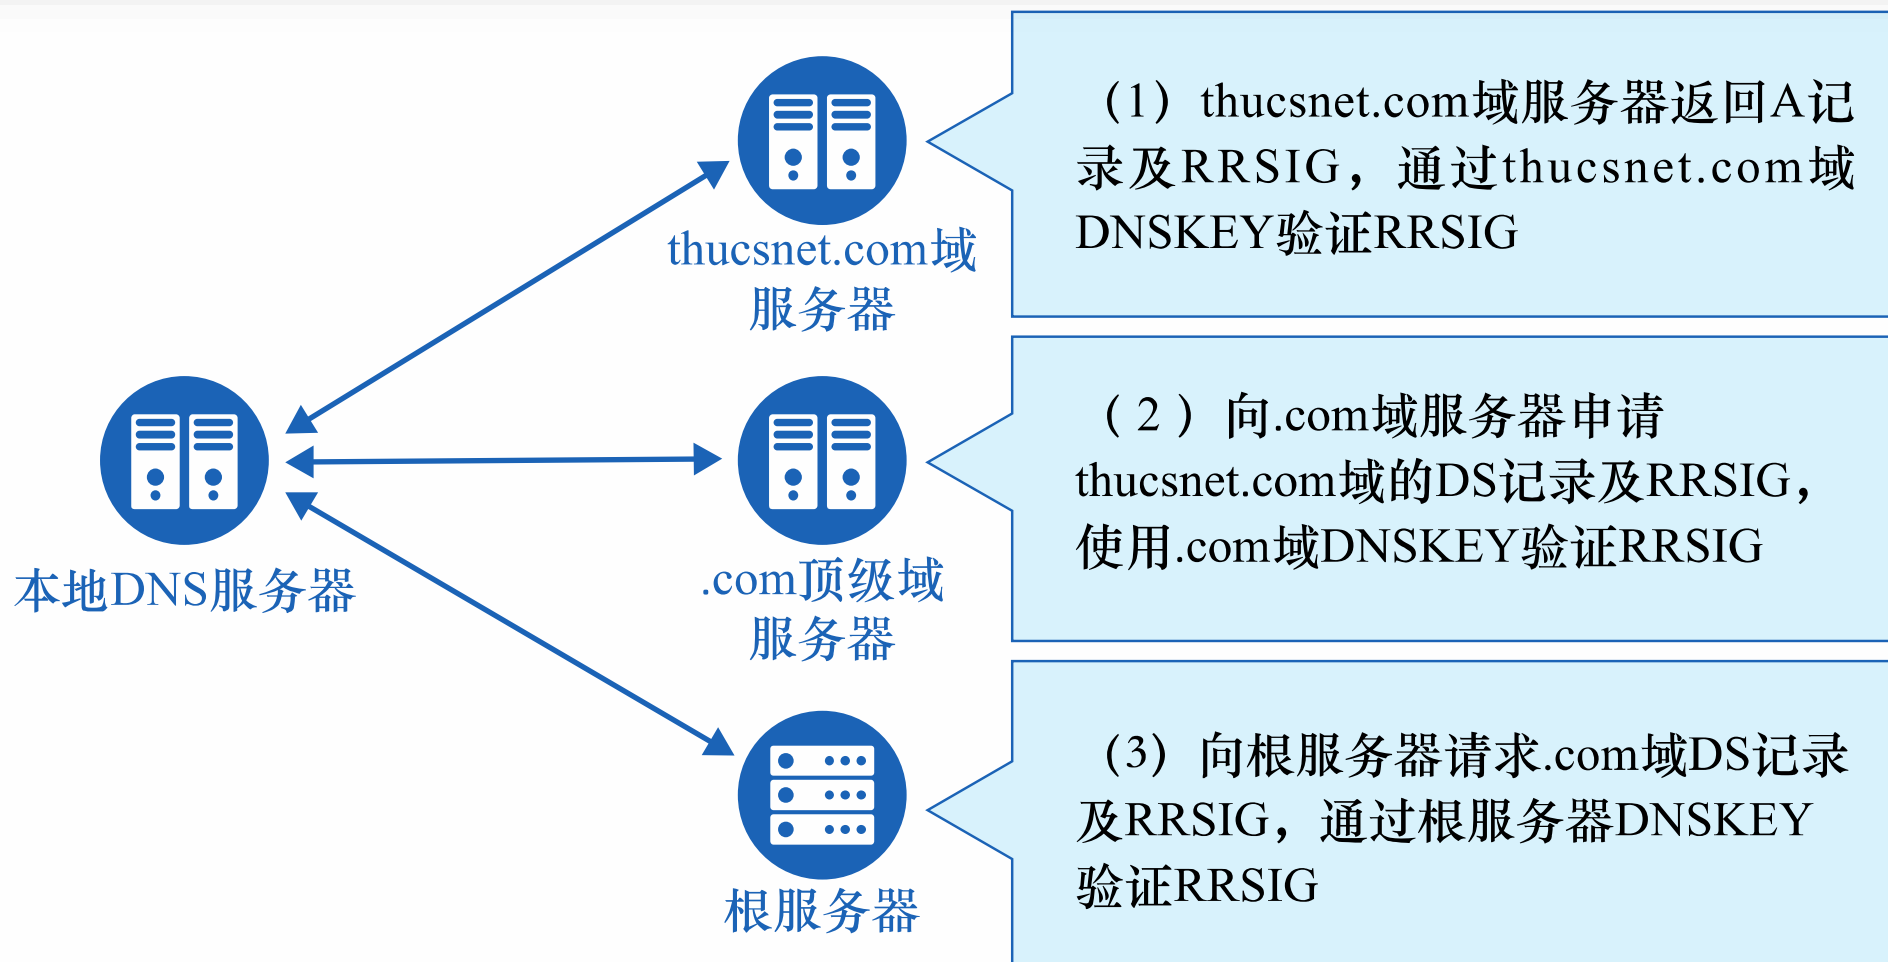 （1）thucsnet.com域服务器返回A记
录及RRSIG，通过thucsnet.com域
DNSKEY验证RRSIG
thucsnet.com域
服务器
（2）向.com域服务器申请
thucsnet.com域的DS记录及RRSIG，
使用.com域DNSKEY验证RRSIG
本地DNS服务器
.com顶级域
服务器
（3）向根服务器请求.com域DS记录
及RRSIG，通过根服务器DNSKEY
验证RRSIG
根服务器